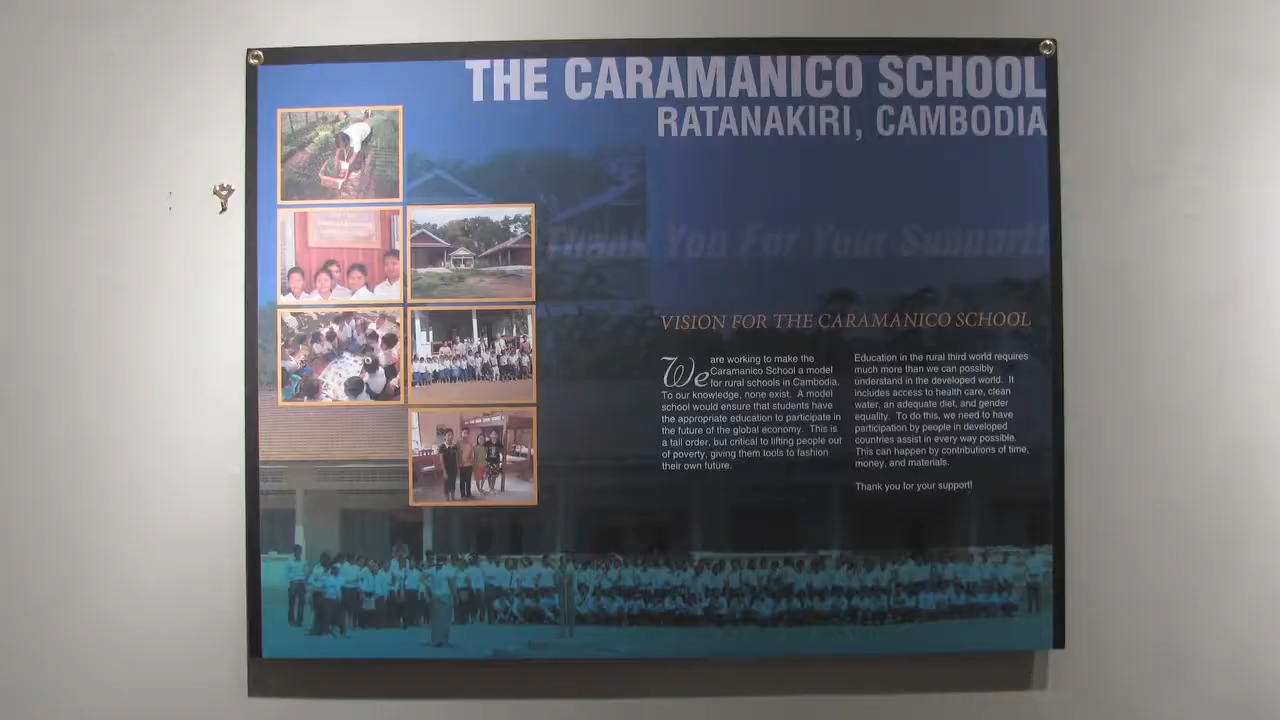 THE CARAMANICO SCHOOL
RATANAKIRI, CAMBODIA
Thank You For Your Support!
VISION FOR THE CARAMANICO SCHOOL
We are working to make the
Caramanico School a model
for rural schools in Cambodia.
To our knowledge, none exist. A model
school would ensure that students have
the appropriate education to participate in
the future of the global economy. This is
a tall order, but critical to lifting people out
of poverty, giving them tools to fashion
their own future.
Education in the rural third world requires
much more than we can possibly
understand in the developed world. It
includes access to health care, clean
water, an adequate diet, and gender
equality. To do this, we need to have
participation by people in developed
countries assist in every way possible.
This can happen by contributions of time,
money, and materials.
Thank you for your support!